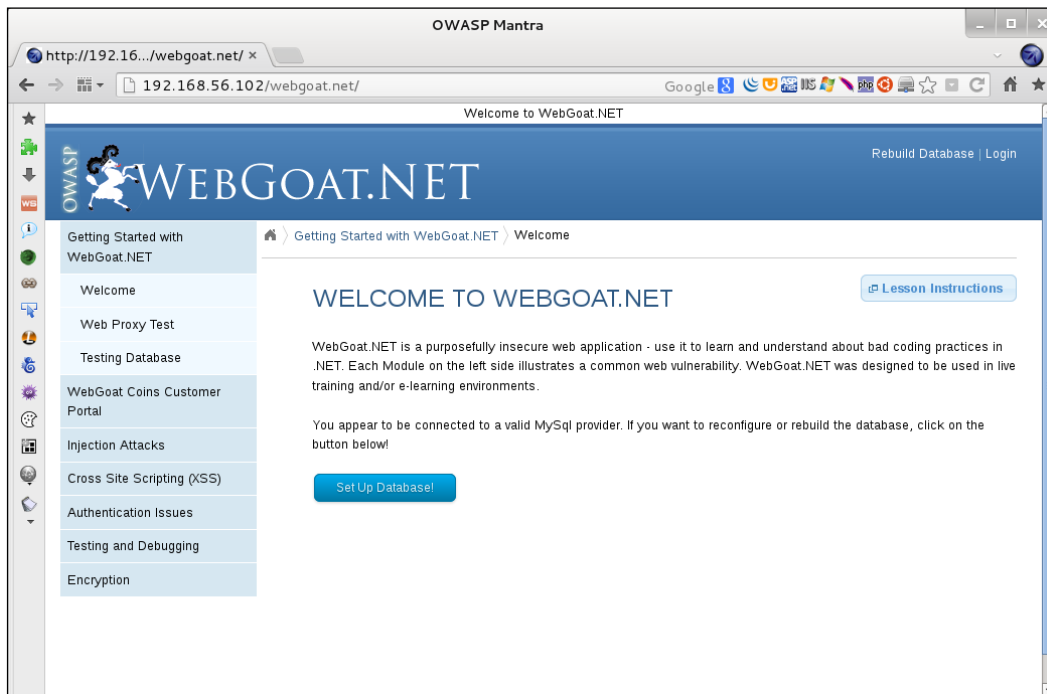 OWASP Mantra
http://192.16.../webgoat.net/ ×
192.168.56.102/webgoat.net/
Google
Welcome to WebGoat.NET
Rebuild Database | Login
OWASP
WEBGOAT.NET
Getting Started with
WebGoat.NET
Welcome
Web Proxy Test
Testing Database
WebGoat Coins Customer
Portal
Injection Attacks
Cross Site Scripting (XSS)
Authentication Issues
Testing and Debugging
Encryption
Getting Started with WebGoat.NET
Welcome
WELCOME TO WEBGOAT.NET
Lesson Instructions
WebGoat.NET is a purposefully insecure web application - use it to learn and understand about bad coding practices in
.NET. Each Module on the left side illustrates a common web vulnerability. WebGoat.NET was designed to be used in live
training and/or e-learning environments.
You appear to be connected to a valid MySql provider. If you want to reconfigure or rebuild the database, click on the
button below!
Set Up Database!